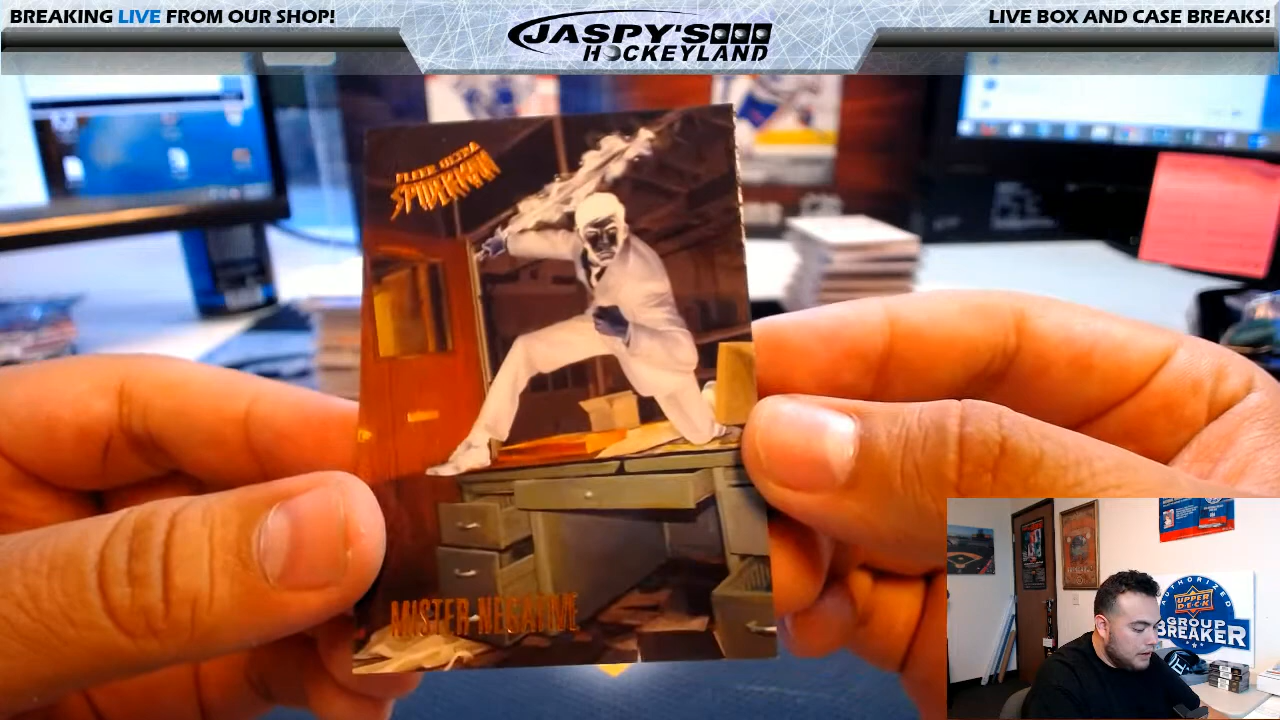 BREAKING LIVE FROM OUR SHOP!
JASPY'S
HOCKEYLAND
LIVE BOX AND CASE BREAKS!
FLEER ULTRA
SPIDER-MAN
MISTER NEGATIVE
AUTHORIZED
UPPER DECK
GROUP
BREAKER